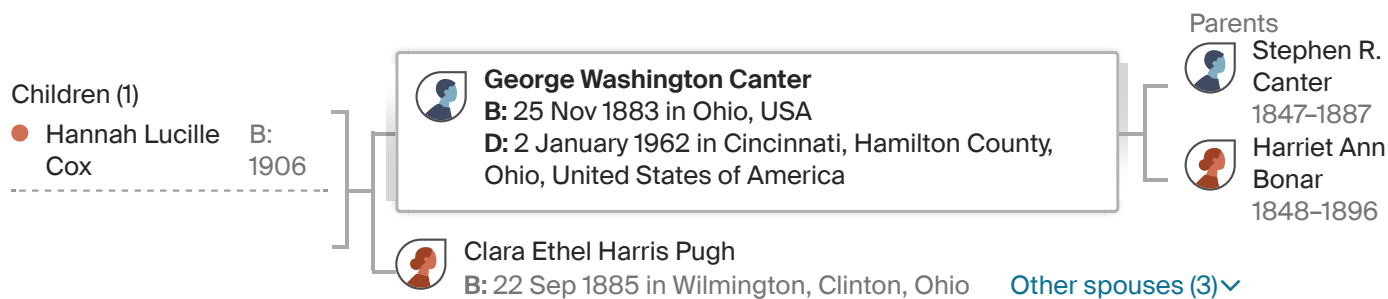 Children (1)
Hannah Lucille
Cox
B:
1906
George Washington Canter
B: 25 Nov 1883 in Ohio, USA
D: 2 January 1962 in Cincinnati, Hamilton County,
Ohio, United States of America
Clara Ethel Harris Pugh
B: 22 Sep 1885 in Wilmington, Clinton, Ohio
Other spouses (3)
Parents
Stephen R.
Canter
1847–1887
Harriet Ann
Bonar
1848–1896